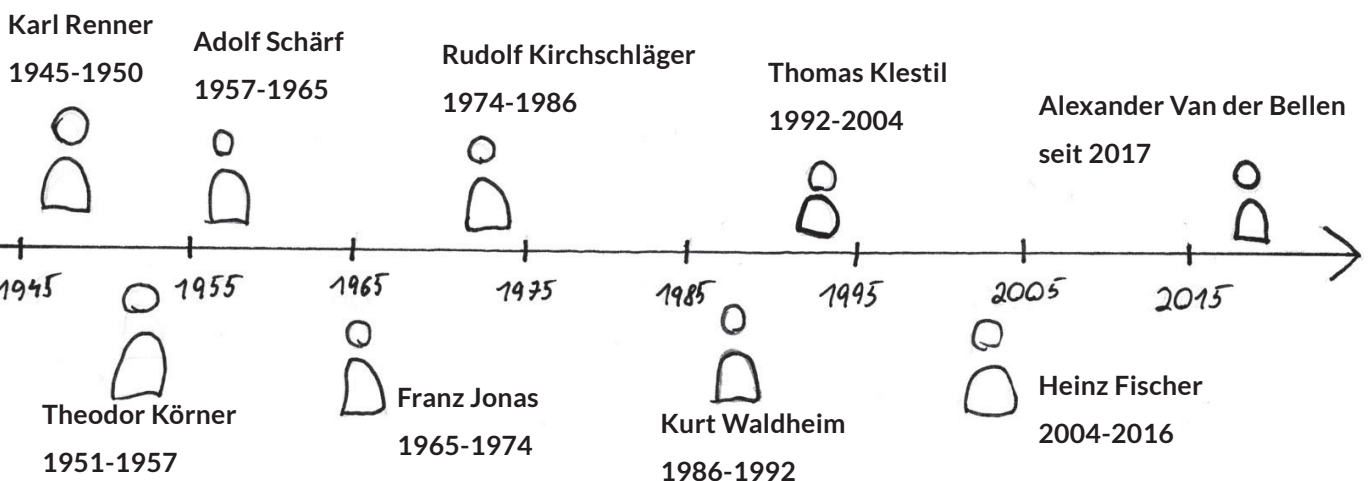 Karl Renner
1945-1950
Adolf Schärf
1957-1965
Rudolf Kirchschläger
1974-1986
Thomas Klestil
1992-2004
Alexander Van der Bellen
seit 2017
1945
1955
1965
1975
1985
1995
2005
2015
Theodor Körner
1951-1957
Franz Jonas
1965-1974
Kurt Waldheim
1986-1992
Heinz Fischer
2004-2016